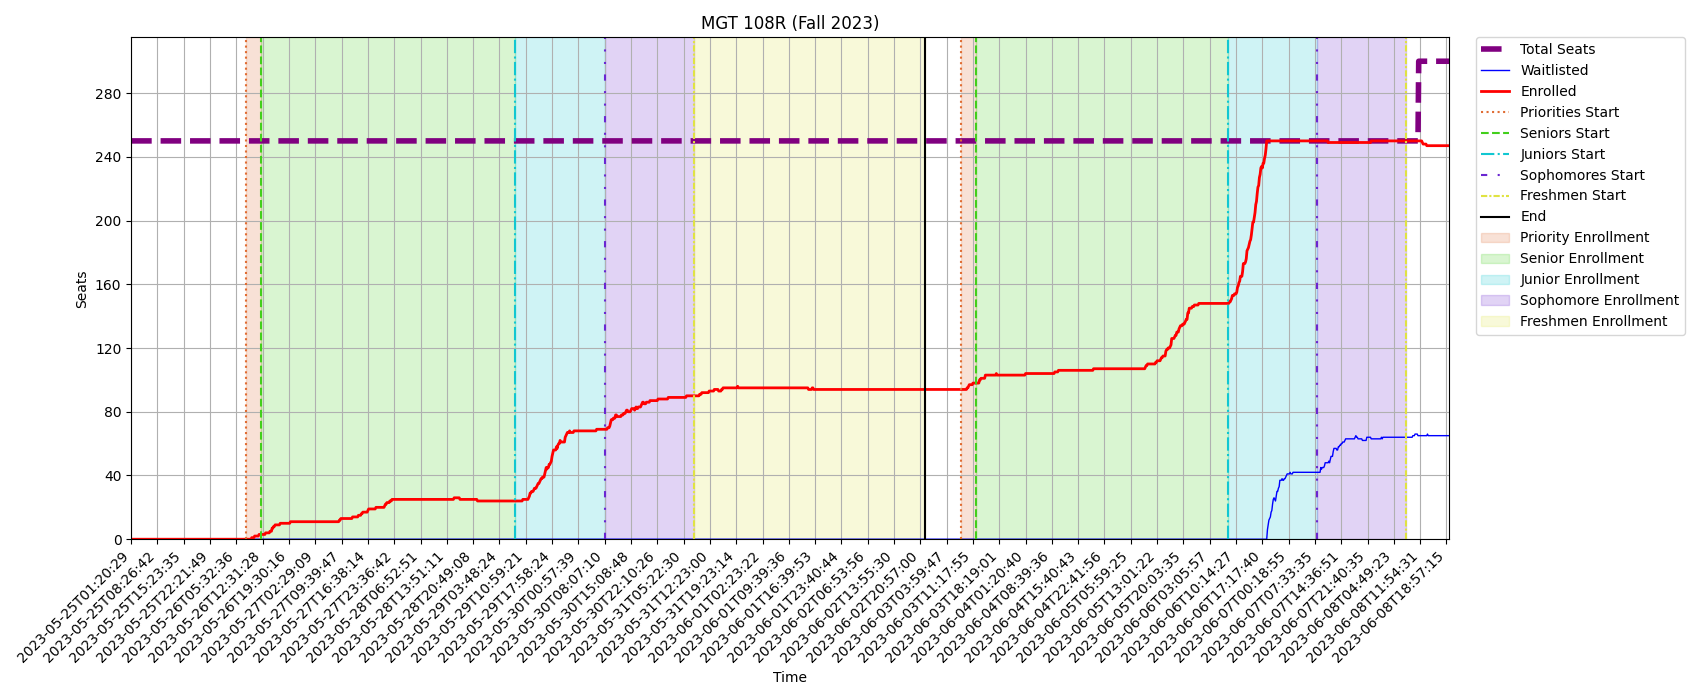 MGT 108R (Fall 2023)
Seats
280
240
200
160
120
80
40
0
2023-05-25T01:20:29
2023-05-25T08:26:42
2023-05-25T15:23:35
2023-05-25T22:21:49
2023-05-26T05:32:36
2023-05-26T12:31:28
2023-05-26T19:30:16
2023-05-27T02:29:09
2023-05-27T09:39:47
2023-05-27T16:38:14
2023-05-27T23:36:42
2023-05-28T06:52:51
2023-05-28T13:51:11
2023-05-28T20:49:08
2023-05-29T03:48:24
2023-05-29T10:59:21
2023-05-29T17:58:24
2023-05-30T00:57:39
2023-05-30T08:07:10
2023-05-30T15:08:48
2023-05-30T22:10:26
2023-05-31T05:22:30
2023-05-31T12:23:00
2023-05-31T19:23:14
2023-06-01T02:23:22
2023-06-01T09:39:36
2023-06-01T16:39:53
2023-06-01T23:40:44
2023-06-02T06:53:56
2023-06-02T13:55:30
2023-06-02T20:57:00
2023-06-03T03:59:47
2023-06-03T11:17:55
2023-06-03T18:19:01
2023-06-04T01:20:40
2023-06-04T08:39:36
2023-06-04T15:40:43
2023-06-04T22:41:56
2023-06-05T05:59:25
2023-06-05T13:01:22
2023-06-05T20:03:35
2023-06-06T03:05:57
2023-06-06T10:14:27
2023-06-06T17:17:40
2023-06-07T00:18:55
2023-06-07T07:33:35
2023-06-07T14:36:51
2023-06-07T21:40:35
2023-06-08T04:49:23
2023-06-08T11:54:31
2023-06-08T18:57:15
Time
Total Seats
Waitlisted
Enrolled
Priorities Start
Seniors Start
Juniors Start
Sophomores Start
Freshmen Start
End
Priority Enrollment
Senior Enrollment
Junior Enrollment
Sophomore Enrollment
Freshmen Enrollment